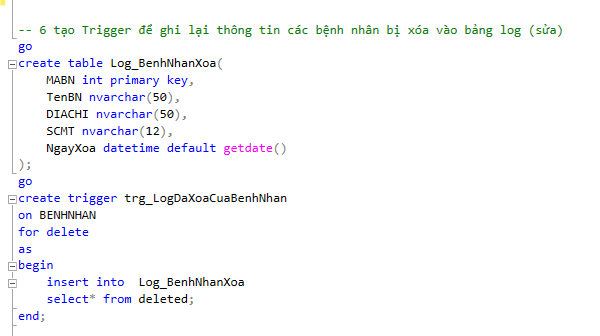 -- 6 tạo Trigger để ghi lại thông tin các bệnh nhân bị xóa vào bảng log (sửa)
go
create table Log_BenhNhanXoa(
MABN int primary key,
TenBN nvarchar(50),
DIACHI nvarchar(50),
SCMT nvarchar(12),
NgayXoa datetime default getdate()
);
go
create trigger trg_LogDaXoaCuaBenhNhan
on BENHNHAN
for delete
as
begin
insert into  Log_BenhNhanXoa
select* from deleted;
end;